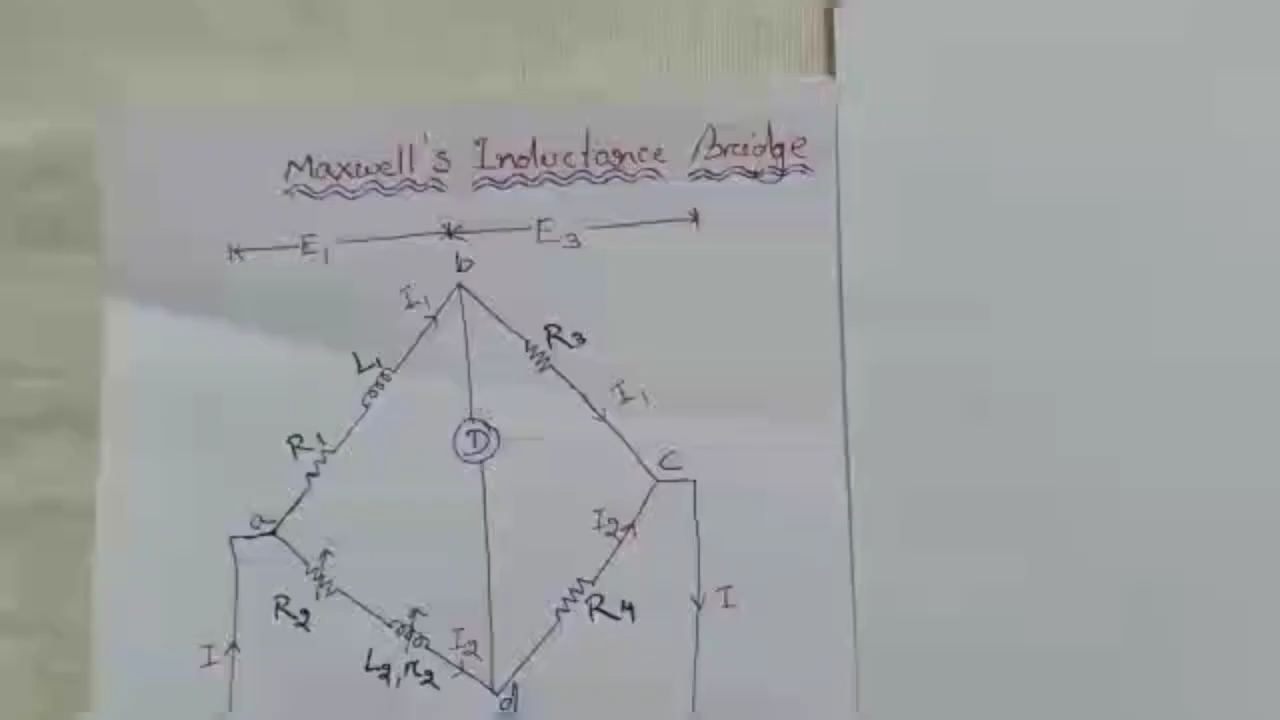 Maxwell's Inductance Bridge
E1 E3
b
I1
R3
L1
I1
D
R1
C
a
I2
R2
R4
I
I2
I
L2, r2
d